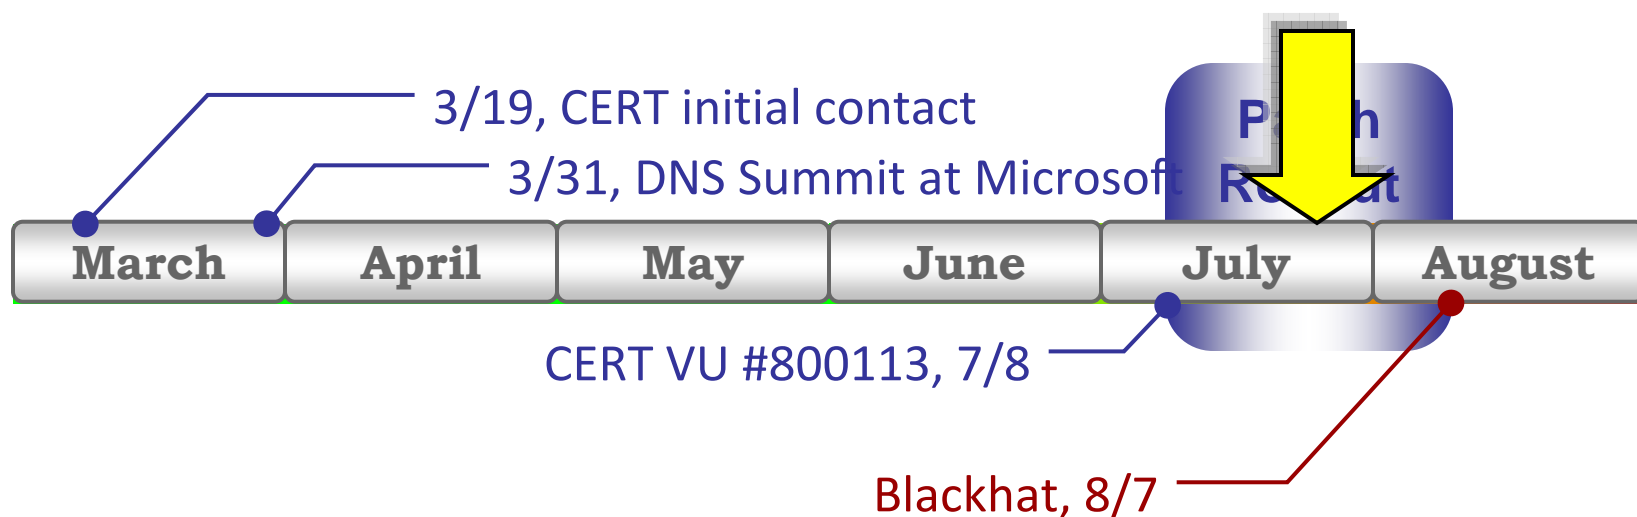 3/19, CERT initial contact
3/31, DNS Summit at Microsoft
March April May June July August
CERT VU #800113, 7/8
Blackhat, 8/7